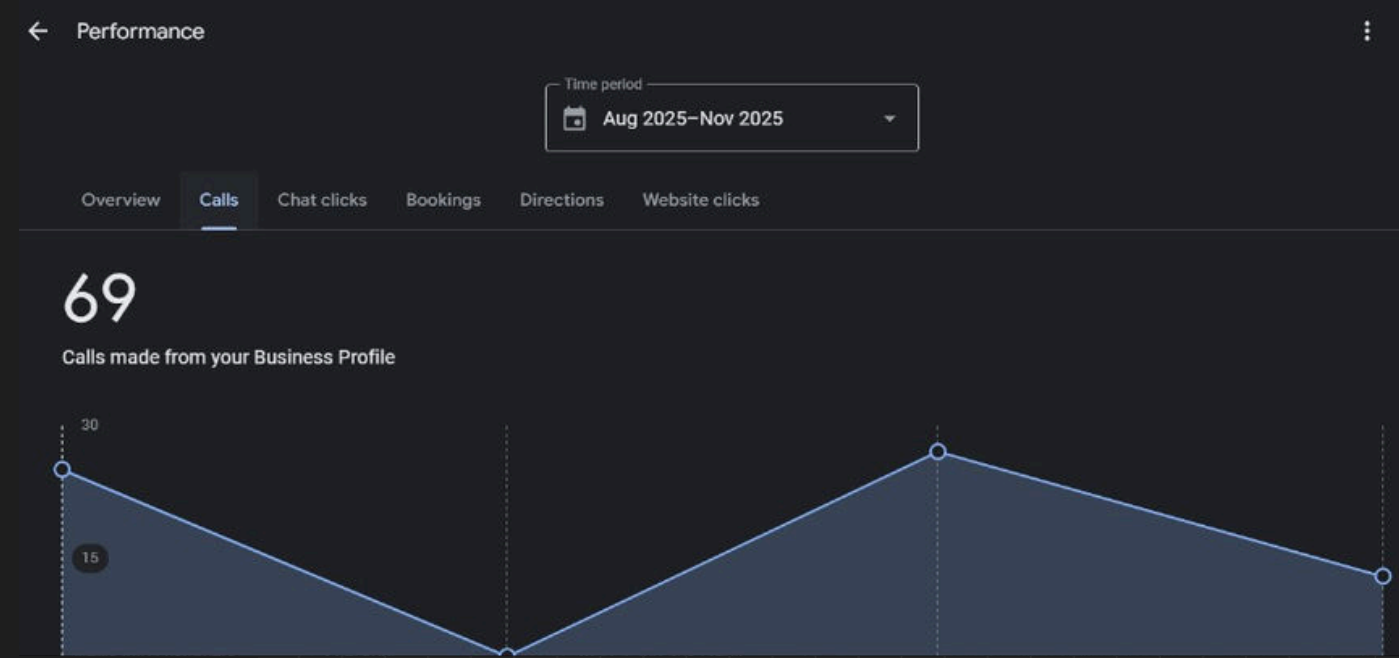 Performance
Time period
Aug 2025–Nov 2025
Overview Calls Chat clicks Bookings Directions Website clicks
69
Calls made from your Business Profile
30
15